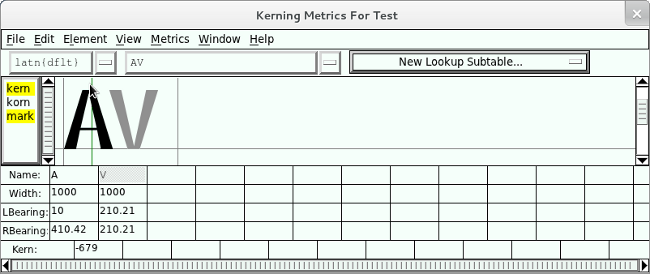 Kerning Metrics For Test
File Edit Element View Metrics Window Help
latn{dflt} AV New Lookup Subtable...
kern
korn
mark
AV
Name: A V
Width: 1000 1000
LBearing: 10 210.21
RBearing: 410.42 210.21
Kern: -679